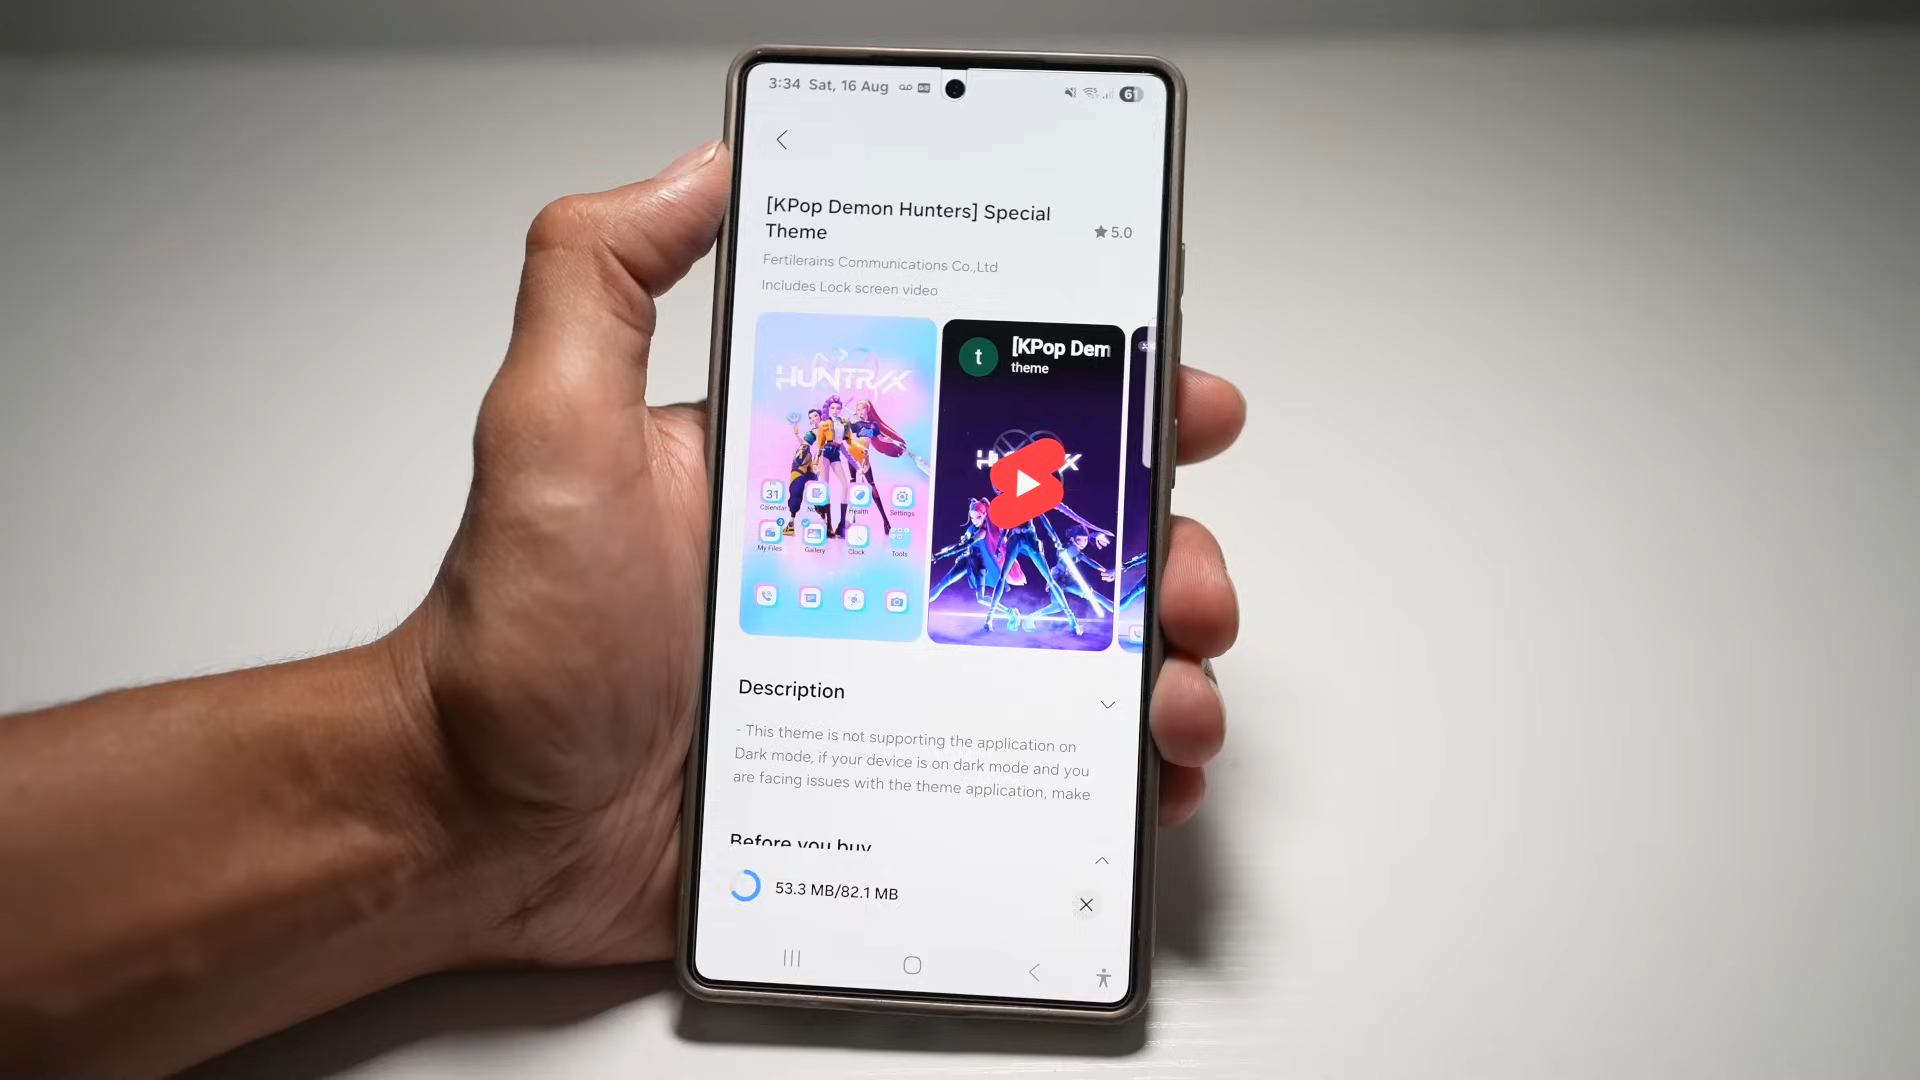 3:34 Sat, 16 Aug
61
[KPop Demon Hunters] Special
Theme
5.0
Fertilerains Communications Co.,Ltd
Includes Lock screen video
HUNTR/X
31
Calendar
Health
Settings
My Files
Gallery
Clock
Tools
t
[KPop Dem
theme
Description
- This theme is not supporting the application on
Dark mode, if your device is on dark mode and you
are facing issues with the theme application, make
Before you buy
53.3 MB/82.1 MB